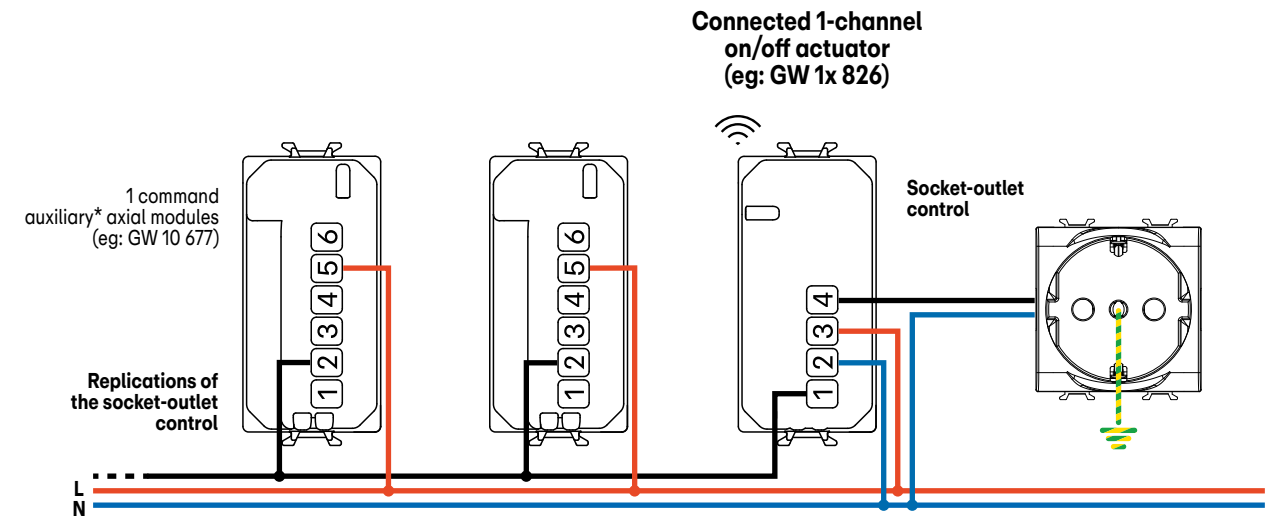 Connected 1-channel
on/off actuator
(eg: GW 1x 826)
1 command
auxiliary* axial modules
(eg: GW 10 677)
Socket-outlet
control
Replications of
the socket-outlet
control
6
5
4
3
2
1
6
5
4
3
2
1
4
3
2
1
L
N